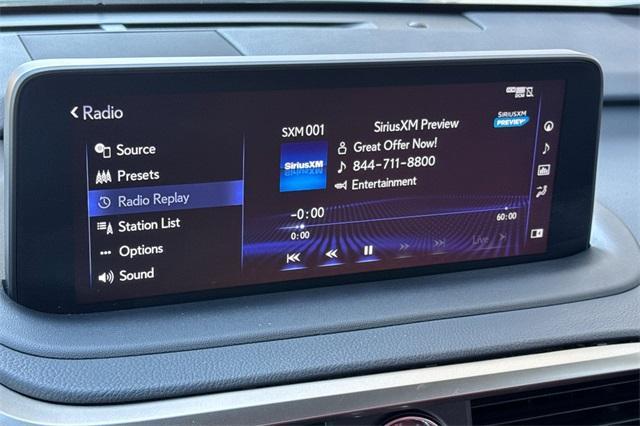 Radio
Source
Presets
Radio Replay
Station List
Options
Sound
SXM 001
SiriusXM Preview
SiriusXM
Great Offer Now!
844-711-8800
Entertainment
SIRIUSXM
PREVIEW
-0:00
0:00
60:00
Live